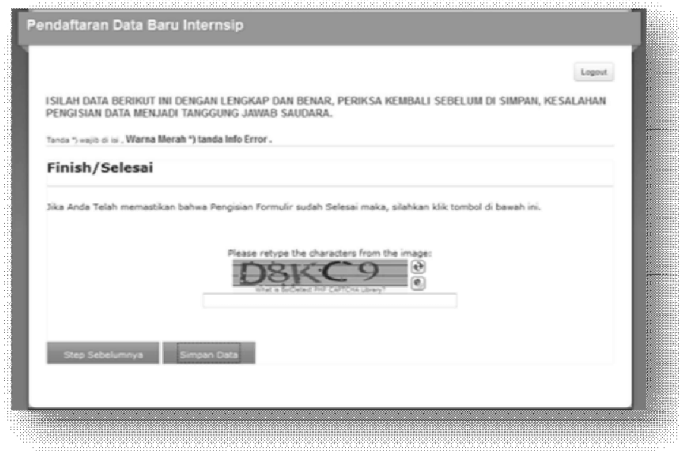 Pendaftaran Data Baru Internsip
Logout
ISILAH DATA BERIKUT INI DENGAN LENGKAP DAN BENAR, PERIKSA KEMBALI SEBELUM DI SIMPAN, KESALAHAN
PENGISIAN DATA MENJADI TANGGUNG JAWAB SAUDARA.
Tanda *) wajib di isi , Warna Merah *) tanda Info Error .
Finish/Selesai
Jika Anda Telah memastikan bahwa Pengisian Formulir sudah Selesai maka, silahkan klik tombol di bawah ini.
Please retype the characters from the image:
D8KC9
What is BotDetect PHP CAPTCHA Library?
Step Sebelumnya
Simpan Data